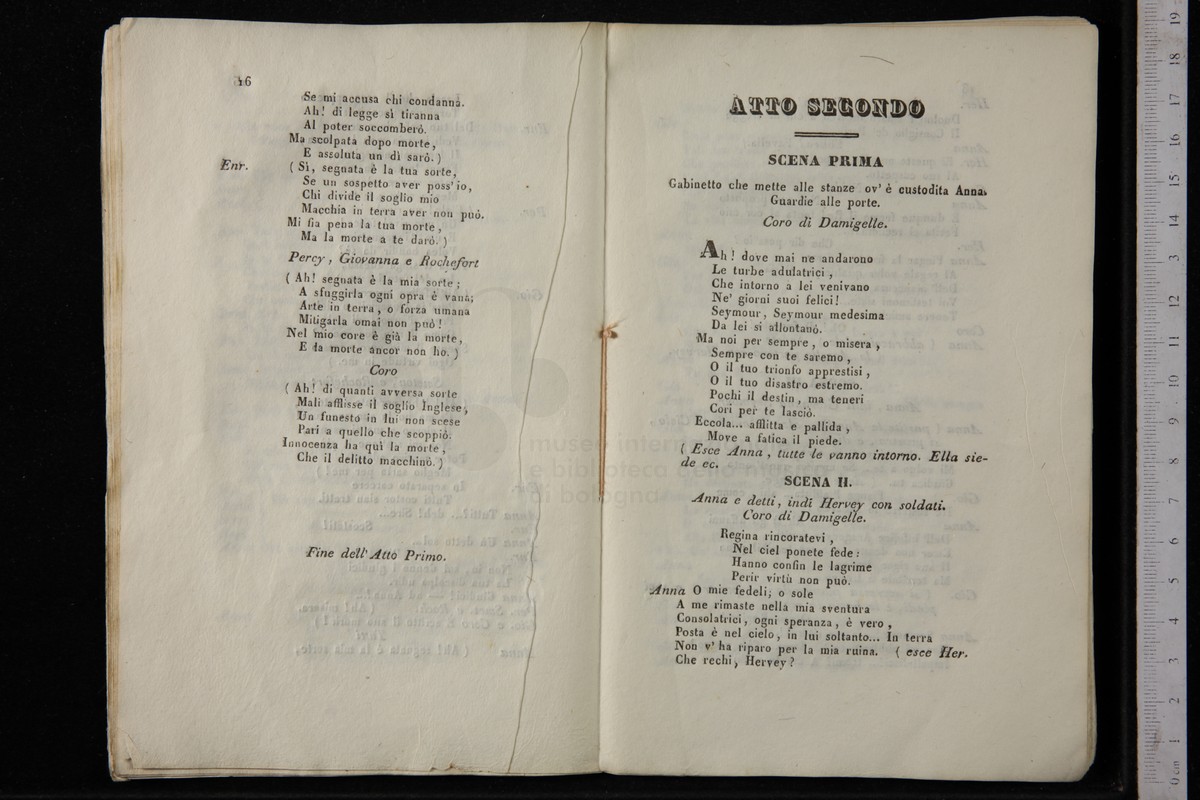 16
Se mi accusa chi condanna.
Ah! di legge sì tiranna
Al poter soccomberò.
Ma scolpata dopo morte,
E assoluta un dì sarò.)
Enr. ( Sì, segnata è la tua sorte,
Se un sospetto aver poss' io,
Chi divide il soglio mio
Macchia in terra aver non può.
Mi fia pena la tua morte,
Ma la morte a te darò. )
Percy, Giovanna e Rochefort
( Ah! segnata è la mia sorte;
A sfuggirla ogni opra è vana;
Arte in terra, o forza umana
Mitigarla omai non può!
Nel mio core è già la morte,
E la morte ancor non ho. )
Coro
( Ah! di quanti avversa sorte
Mali afflisse il soglio Inglese,
Un funesto in lui non scese
Pari a quello che scoppiò.
Innocenza ha quì la morte,
Che il delitto macchinò. )
Fine dell' Atto Primo.
ATTO SECONDO
SCENA PRIMA
Gabinetto che mette alle stanze ov' è custodita Anna.
Guardie alle porte.
Coro di Damigelle.
Ah! dove mai ne andarono
Le turbe adulatrici,
Che intorno a lei venivano
Ne' giorni suoi felici!
Seymour, Seymour medesima
Da lei si allontanò.
Ma noi per sempre, o misera,
Sempre con te saremo,
O il tuo trionfo apprestisi,
O il tuo disastro estremo.
Pochi il destin, ma teneri
Cori per te lasciò.
Eccola... afflitta e pallida,
Move a fatica il piede.
( Esce Anna, tutte le vanno intorno. Ella sie-
de ec.
SCENA II.
Anna e detti, indi Hervey con soldati.
Coro di Damigelle.
Regina rincoratevi,
Nel ciel ponete fede:
Hanno confin le lagrime
Perir virtù non può.
Anna O mie fedeli, o sole
A me rimaste nella mia sventura
Consolatrici, ogni speranza, è vero,
Posta è nel cielo, in lui soltanto... In terra
Non v' ha riparo per la mia ruina. ( esce Her.
Che rechi, Hervey?